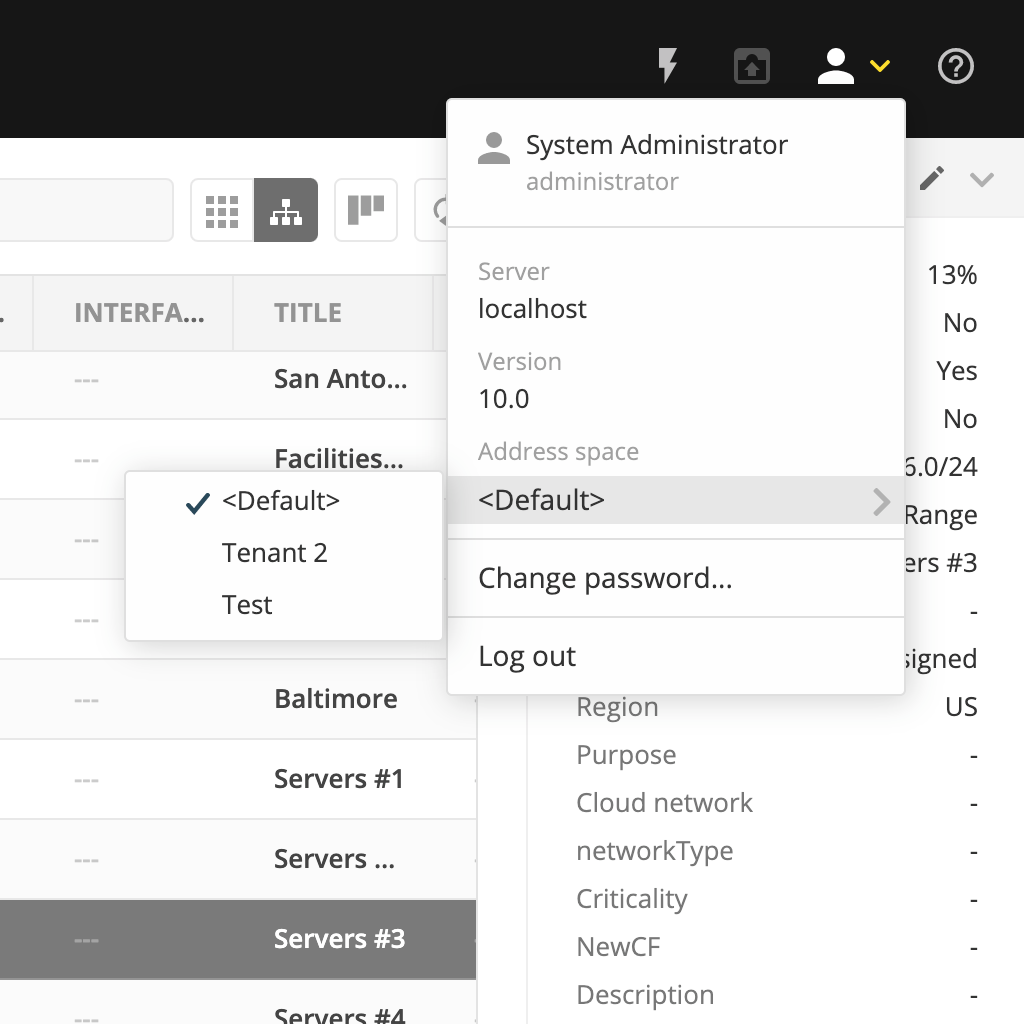 System Administrator
administrator
Server
localhost
Version
10.0
Address space
<Default>
Change password...
Log out
<Default>
Tenant 2
Test
INTERFA...
TITLE
---
San Anto...
---
Facilities...
---
---
---
Baltimore
---
Servers #1
---
Servers ...
---
Servers #3
---
Servers #4
13%
No
Yes
No
6.0/24
Range
ers #3
-
signed
Region US
Purpose -
Cloud network -
networkType -
Criticality -
NewCF -
Description -